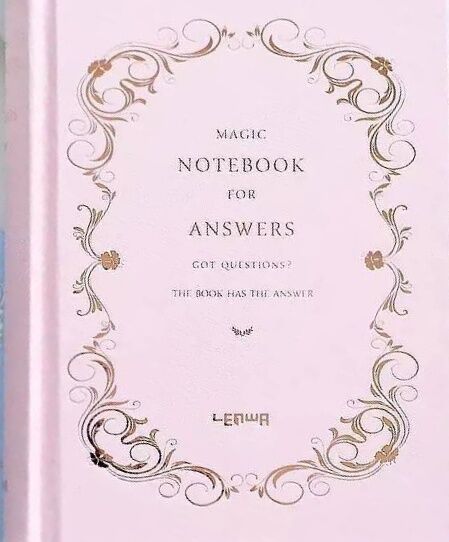 MAGIC
NOTEBOOK
FOR
ANSWERS
GOT QUESTIONS?
THE BOOK HAS THE ANSWER
LENWA